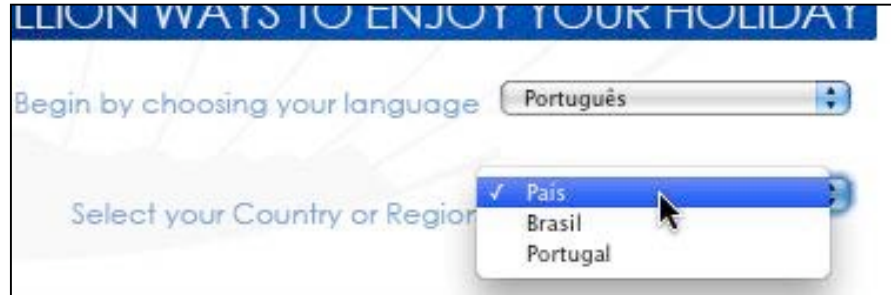 LLION WAYS TO ENJOY YOUR HOLIDAY
Begin by choosing your language Português
Select your Country or Region
✓ País
Brasil
Portugal